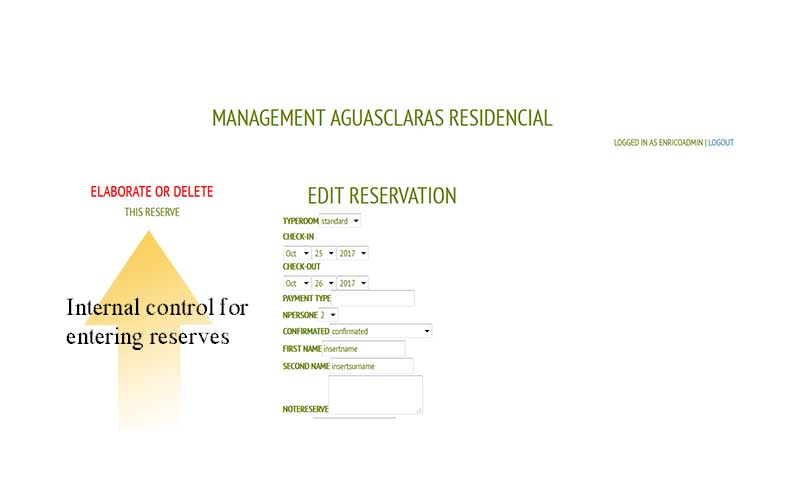 MANAGEMENT AGUASCLARAS RESIDENCIAL
LOGGED IN AS ENRICOADMIN | LOGOUT
ELABORATE OR DELETE
THIS RESERVE
Internal control for
entering reserves
EDIT RESERVATION
TYPEROOM standard
CHECK-IN
Oct 25 2017
CHECK-OUT
Oct 26 2017
PAYMENT TYPE
NPERSONE 2
CONFIRMATED confirmated
FIRST NAME insertname
SECOND NAME insertsurname
NOTERESERVE